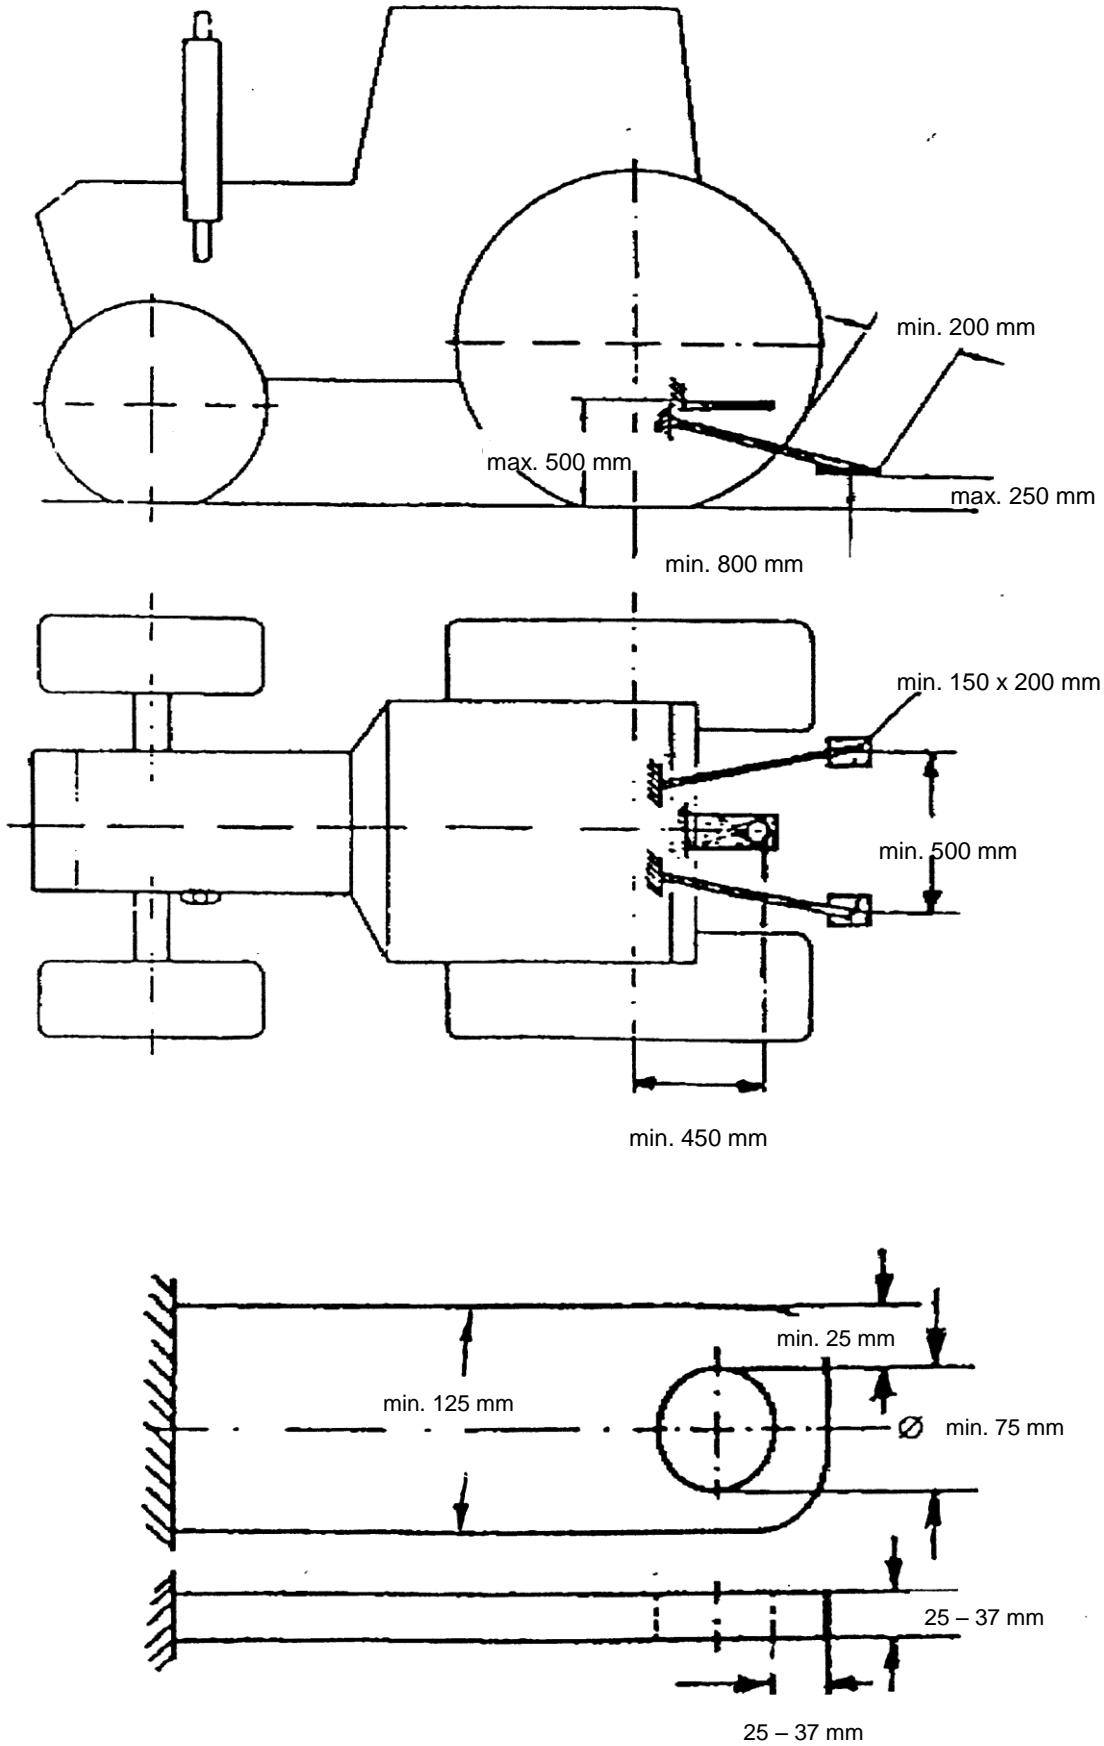 min. 200 mm
max. 500 mm
max. 250 mm
min. 800 mm
min. 150 x 200 mm
min. 500 mm
min. 450 mm
min. 25 mm
min. 125 mm
Ø min. 75 mm
25 – 37 mm
25 – 37 mm